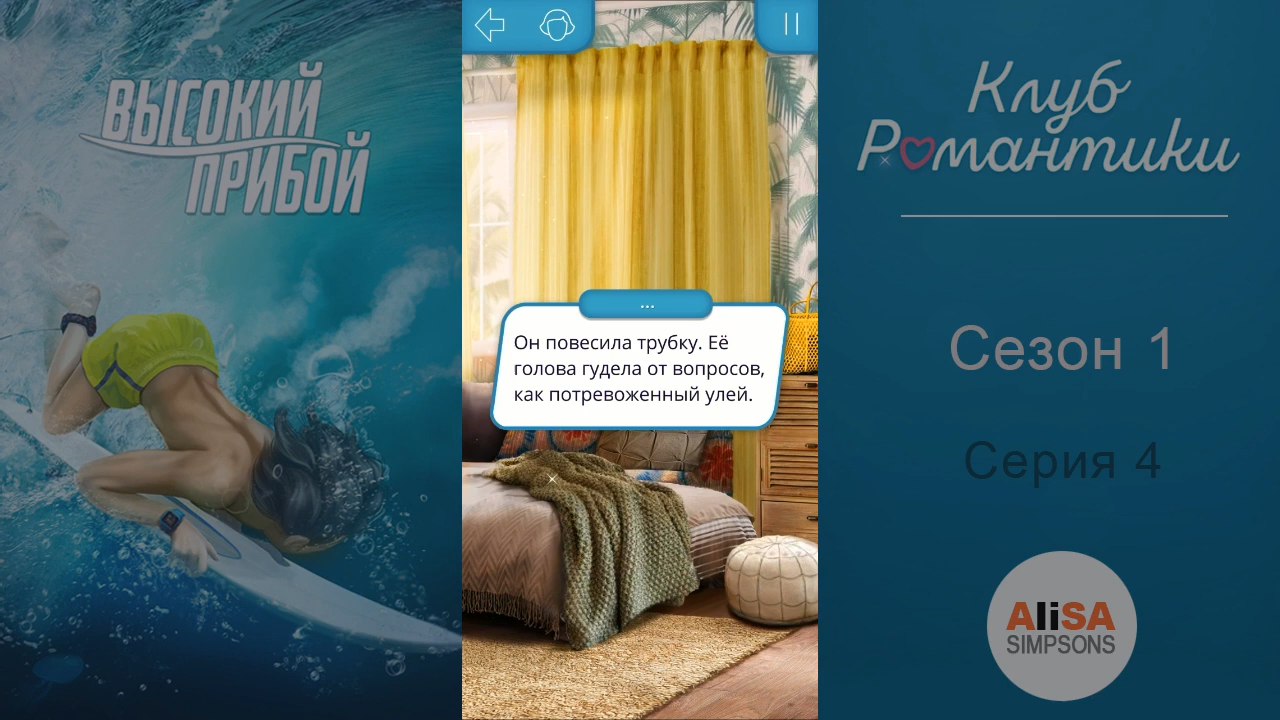 ВЫСОКИЙ
ПРИБОЙ
...
Он повесила трубку. Её
голова гудела от вопросов,
как потревоженный улей.
Клуб
Романтики
Сезон 1
Серия 4
AliSA
SIMPSONS